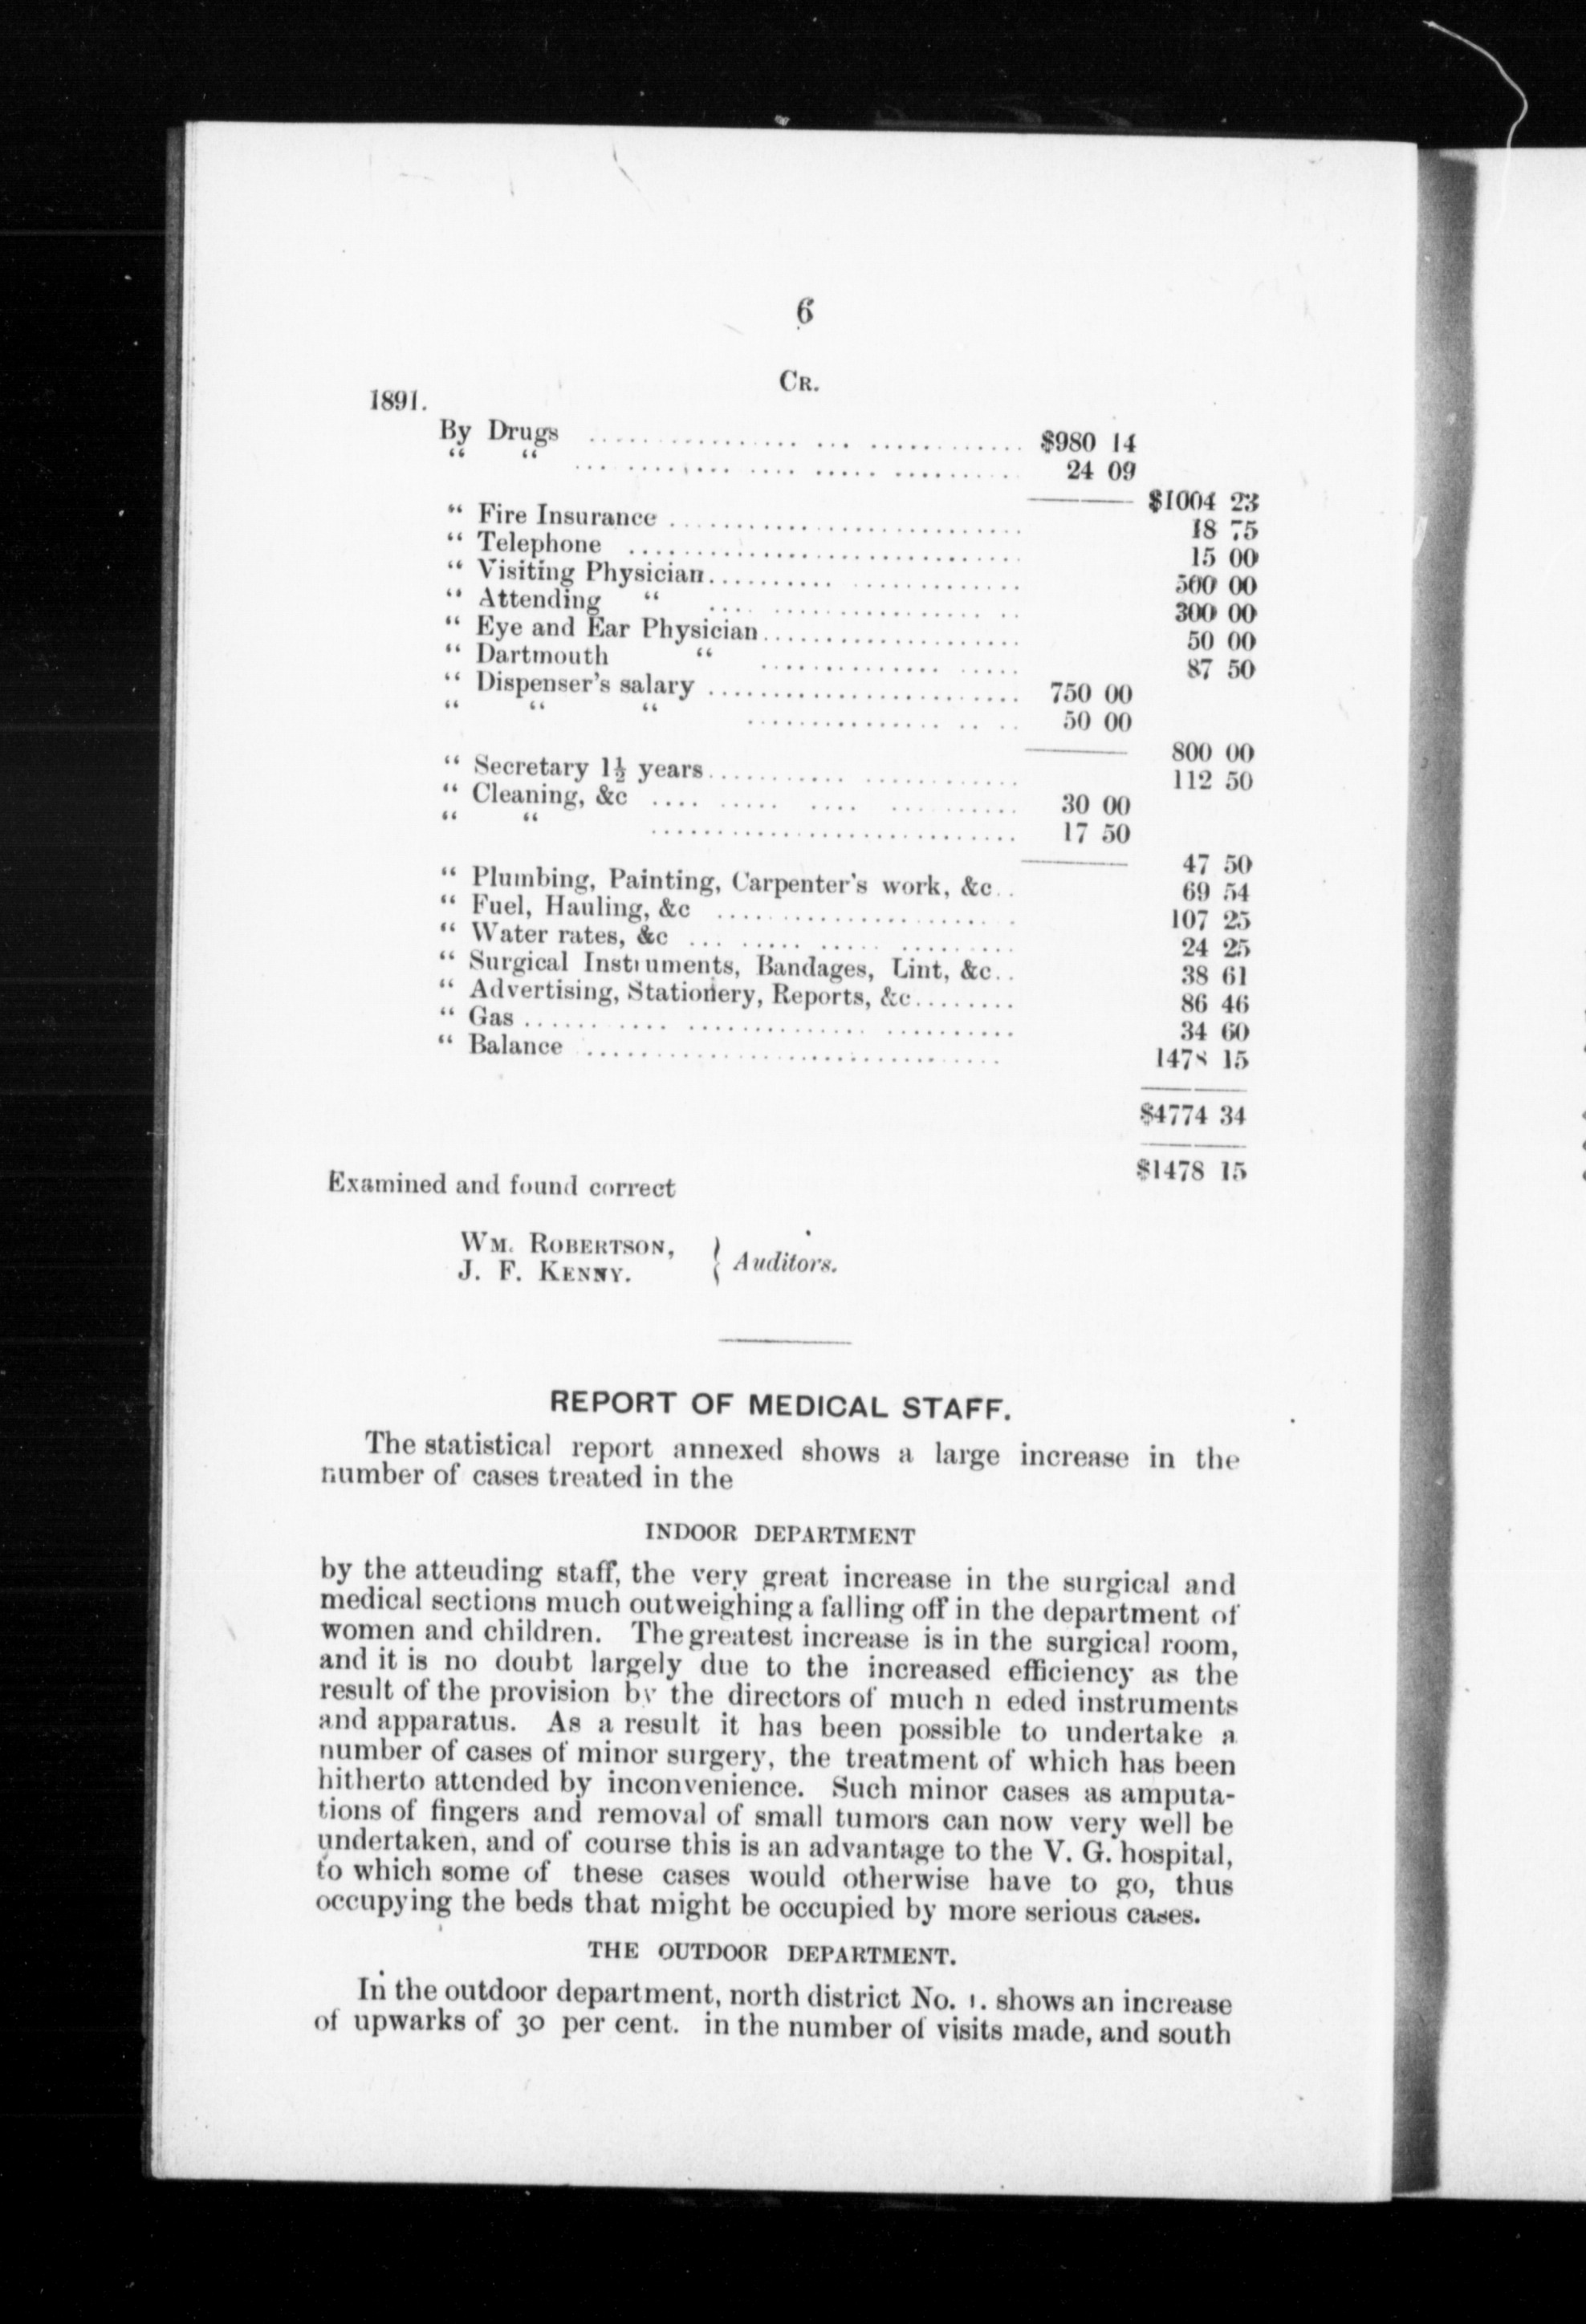 6
CR.
1891.
By Drugs ........................ $980 14
“ “ ........................ 24 09
$1004 23
“ Fire Insurance ........................ 18 75
“ Telephone ........................ 15 00
“ Visiting Physician ........................ 500 00
“ Attending “ ........................ 300 00
“ Eye and Ear Physician ........................ 50 00
“ Dartmouth “ ........................ 87 50
“ Dispenser's salary ........................ 750 00
“ “ “ ........................ 50 00
800 00
“ Secretary 1½ years ........................ 112 50
“ Cleaning, &c ........................ 30 00
“ “ ........................ 17 50
47 50
“ Plumbing, Painting, Carpenter's work, &c.. 69 54
“ Fuel, Hauling, &c ........................ 107 25
“ Water rates, &c ........................ 24 25
“ Surgical Instruments, Bandages, Lint, &c.. 38 61
“ Advertising, Stationery, Reports, &c........ 86 46
“ Gas ........................ 34 60
“ Balance ........................ 1478 15
$4774 34
$1478 15
Examined and found correct
WM. ROBERTSON,
J. F. KENNY. } Auditors.
REPORT OF MEDICAL STAFF.
The statistical report annexed shows a large increase in the
number of cases treated in the
INDOOR DEPARTMENT
by the atteuding staff, the very great increase in the surgical and
medical sections much outweighing a falling off in the department of
women and children. The greatest increase is in the surgical room,
and it is no doubt largely due to the increased efficiency as the
result of the provision by the directors of much n eded instruments
and apparatus. As a result it has been possible to undertake a
number of cases of minor surgery, the treatment of which has been
hitherto attended by inconvenience. Such minor cases as amputa-
tions of fingers and removal of small tumors can now very well be
undertaken, and of course this is an advantage to the V. G. hospital,
to which some of these cases would otherwise have to go, thus
occupying the beds that might be occupied by more serious cases.
THE OUTDOOR DEPARTMENT.
In the outdoor department, north district No. 1. shows an increase
of upwarks of 30 per cent. in the number of visits made, and south